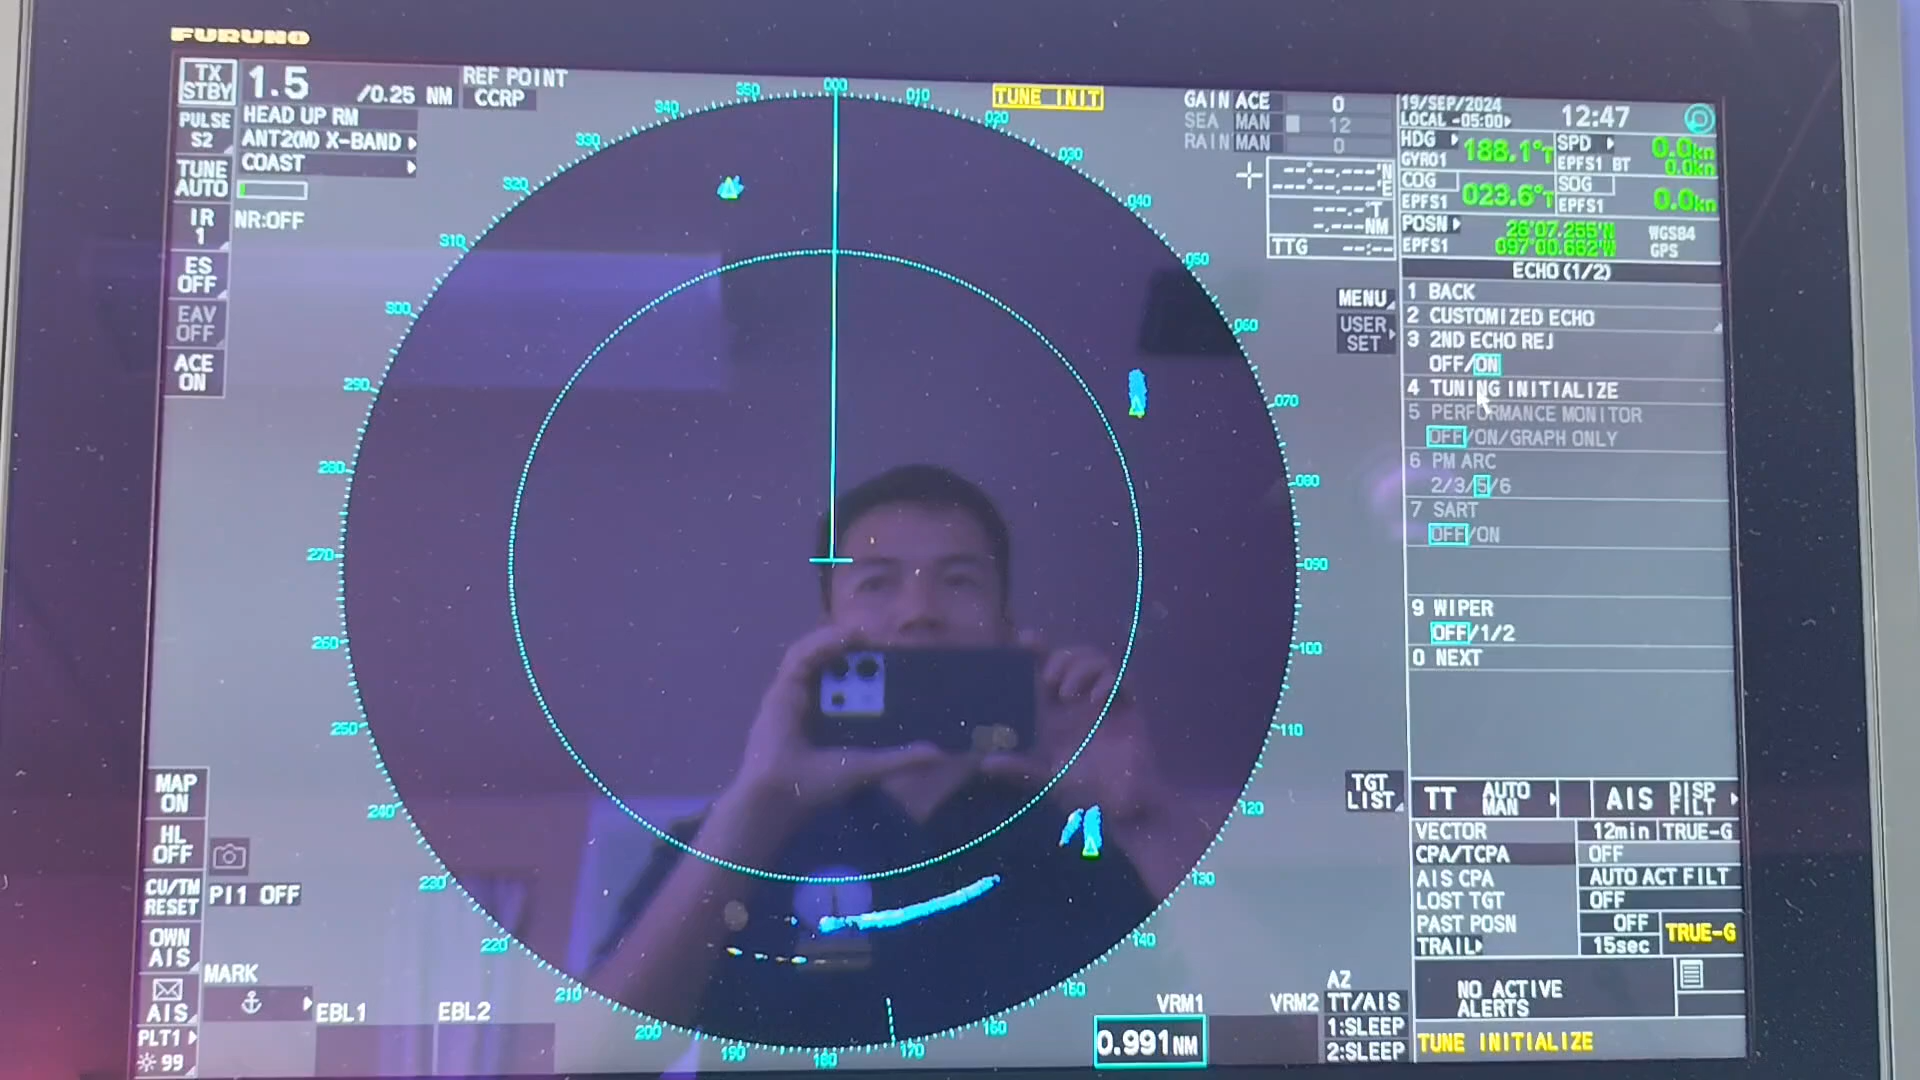 FURUNO
TX
STBY
1.5 /0.25 NM
REF POINT
CCRP
HEAD UP RM
ANT2(M) X-BAND
COAST
PULSE
S2
TUNE
AUTO
IR
1
NR:OFF
ES
OFF
EAV
OFF
ACE
ON
TUNE INIT
GAIN ACE 0
SEA MAN 12
RAIN MAN 0
--°--.---'N
---°--.---'E
---.-°T
-.---NM
TTG --:--
19/SEP/2024
LOCAL -05:00
12:47
HDG
GYRO1
188.1°T
SPD
EPFS1 BT
0.0kn
0.0kn
COG
EPFS1
023.6°T
SOG
EPFS1
0.0kn
POSN
EPFS1
26°07.255'N
097°00.662'W
WGS84
GPS
ECHO (1/2)
1 BACK
2 CUSTOMIZED ECHO
3 2ND ECHO REJ
OFF/ON
4 TUNING INITIALIZE
5 PERFORMANCE MONITOR
OFF/ON/GRAPH ONLY
6 PM ARC
2/3/5/6
7 SART
OFF/ON
9 WIPER
OFF/1/2
0 NEXT
MENU
USER
SET
000
010
020
030
040
050
060
070
080
090
100
110
120
130
140
150
160
170
180
190
200
210
220
230
240
250
260
270
280
290
300
310
320
330
340
350
TGT
LIST
TT AUTO
MAN
AIS DISP
FILT
VECTOR 12min TRUE-G
CPA/TCPA OFF
AIS CPA AUTO ACT FILT
LOST TGT OFF
PAST POSN OFF
TRAIL 15sec
TRUE-G
NO ACTIVE
ALERTS
TUNE INITIALIZE
MAP
ON
HL
OFF
CU/TM
RESET
PI1 OFF
OWN
AIS
AIS
PLT1
99
MARK
EBL1
EBL2
VRM1
0.991NM
VRM2
AZ
TT/AIS
1:SLEEP
2:SLEEP